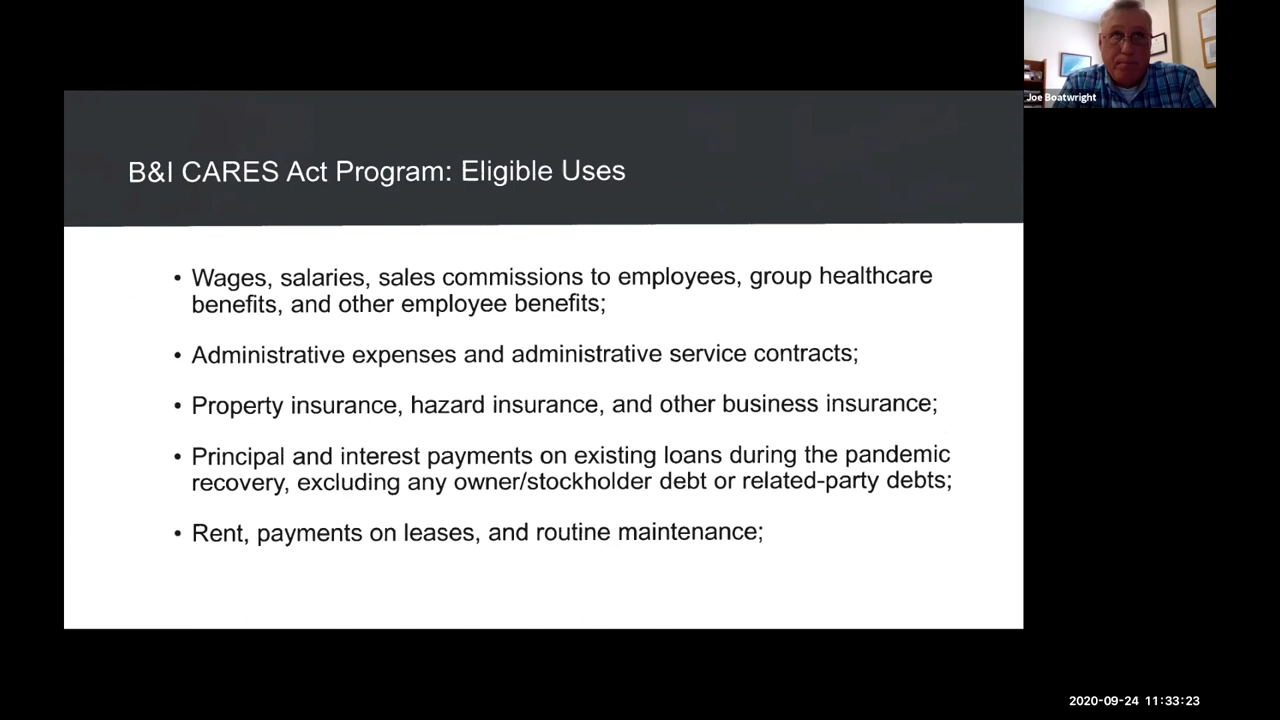 Joe Boatwright
B&I CARES Act Program: Eligible Uses
• Wages, salaries, sales commissions to employees, group healthcare
benefits, and other employee benefits;
• Administrative expenses and administrative service contracts;
• Property insurance, hazard insurance, and other business insurance;
• Principal and interest payments on existing loans during the pandemic
recovery, excluding any owner/stockholder debt or related-party debts;
• Rent, payments on leases, and routine maintenance;
2020-09-24 11:33:23